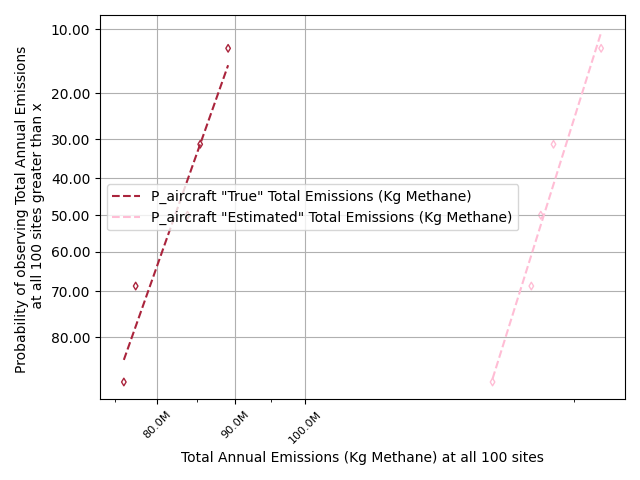 Probability of observing Total Annual Emissions
at all 100 sites greater than x
10.00
20.00
30.00
40.00
50.00
60.00
70.00
80.00
P_aircraft "True" Total Emissions (Kg Methane)
P_aircraft "Estimated" Total Emissions (Kg Methane)
80.0M
90.0M
100.0M
Total Annual Emissions (Kg Methane) at all 100 sites